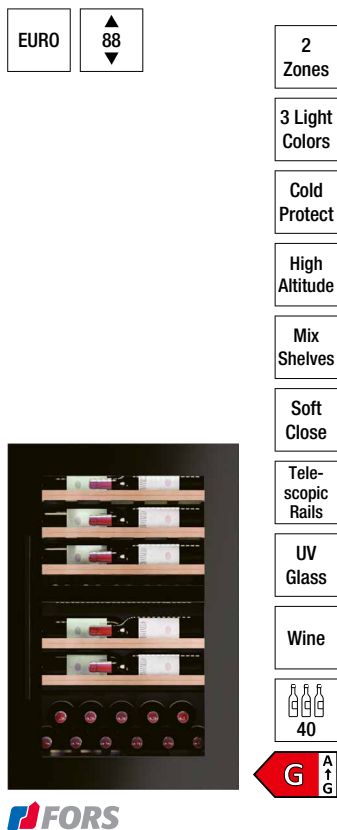 EURO
88
2
Zones
3 Light
Colors
Cold
Protect
High
Altitude
Mix
Shelves
Soft
Close
Tele-
scopic
Rails
UV
Glass
Wine
40
G
A
↑
G
FORS